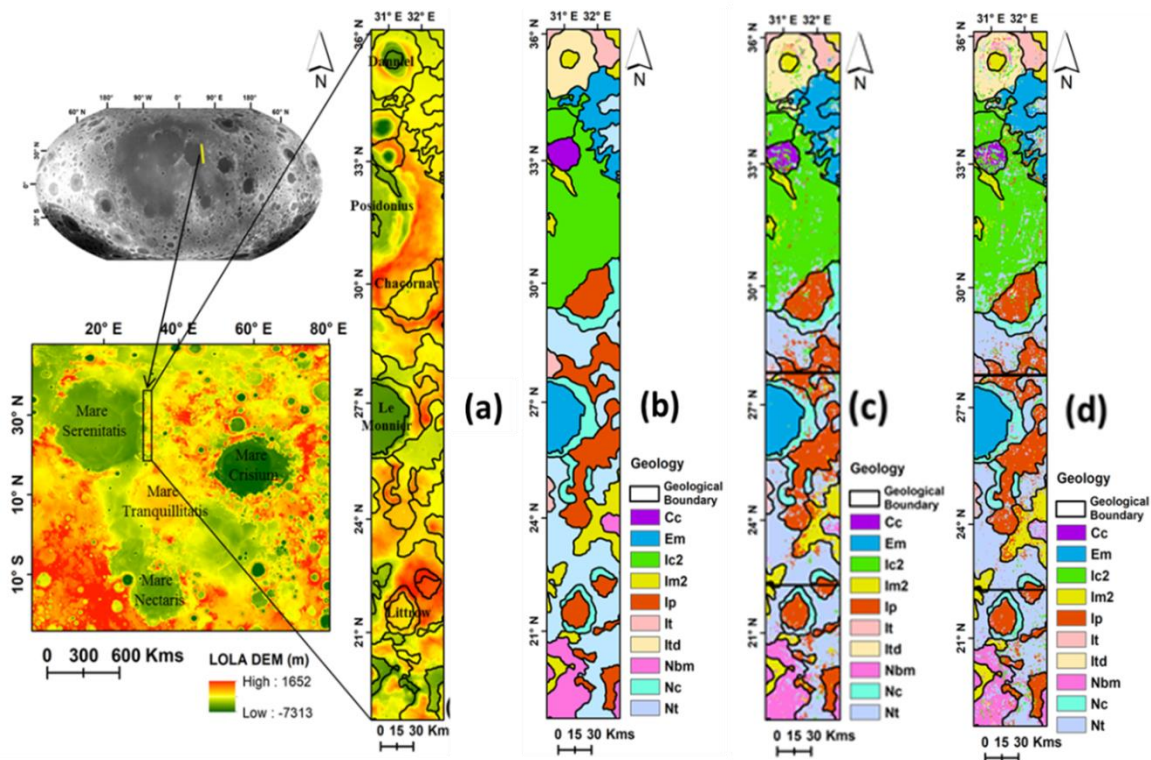 180° 90° W 0° 90° E 180°
60° N 60° N
30° N
0°
30° S
20° E 40° E 60° E 80° E
30° N
10° N
10° S
Mare
Serenitatis
Mare
Crisium
Mare
Tranquillitatis
Mare
Nectaris
0 300 600 Kms
LOLA DEM (m)
High : 1652
Low : -7313
31° E 32° E
N
36° N
33° N
30° N
27° N
24° N
21° N
Danniel
Posidonius
Chacornac
Le
Monnier
Littrow
(a)
0 15 30 Kms
31° E 32° E
N
36° N
33° N
30° N
27° N
24° N
21° N
(b)
Geology
Geological
Boundary
Cc
Em
Ic2
Im2
Ip
It
Itd
Nbm
Nc
Nt
0 15 30 Kms
31° E 32° E
N
36° N
33° N
30° N
27° N
24° N
21° N
(c)
Geology
Geological
Boundary
Cc
Em
Ic2
Im2
Ip
It
Itd
Nbm
Nc
Nt
0 15 30 Kms
31° E 32° E
N
36° N
33° N
30° N
27° N
24° N
21° N
(d)
Geology
Geological
Boundary
Cc
Em
Ic2
Im2
Ip
It
Itd
Nbm
Nc
Nt
0 15 30 Kms